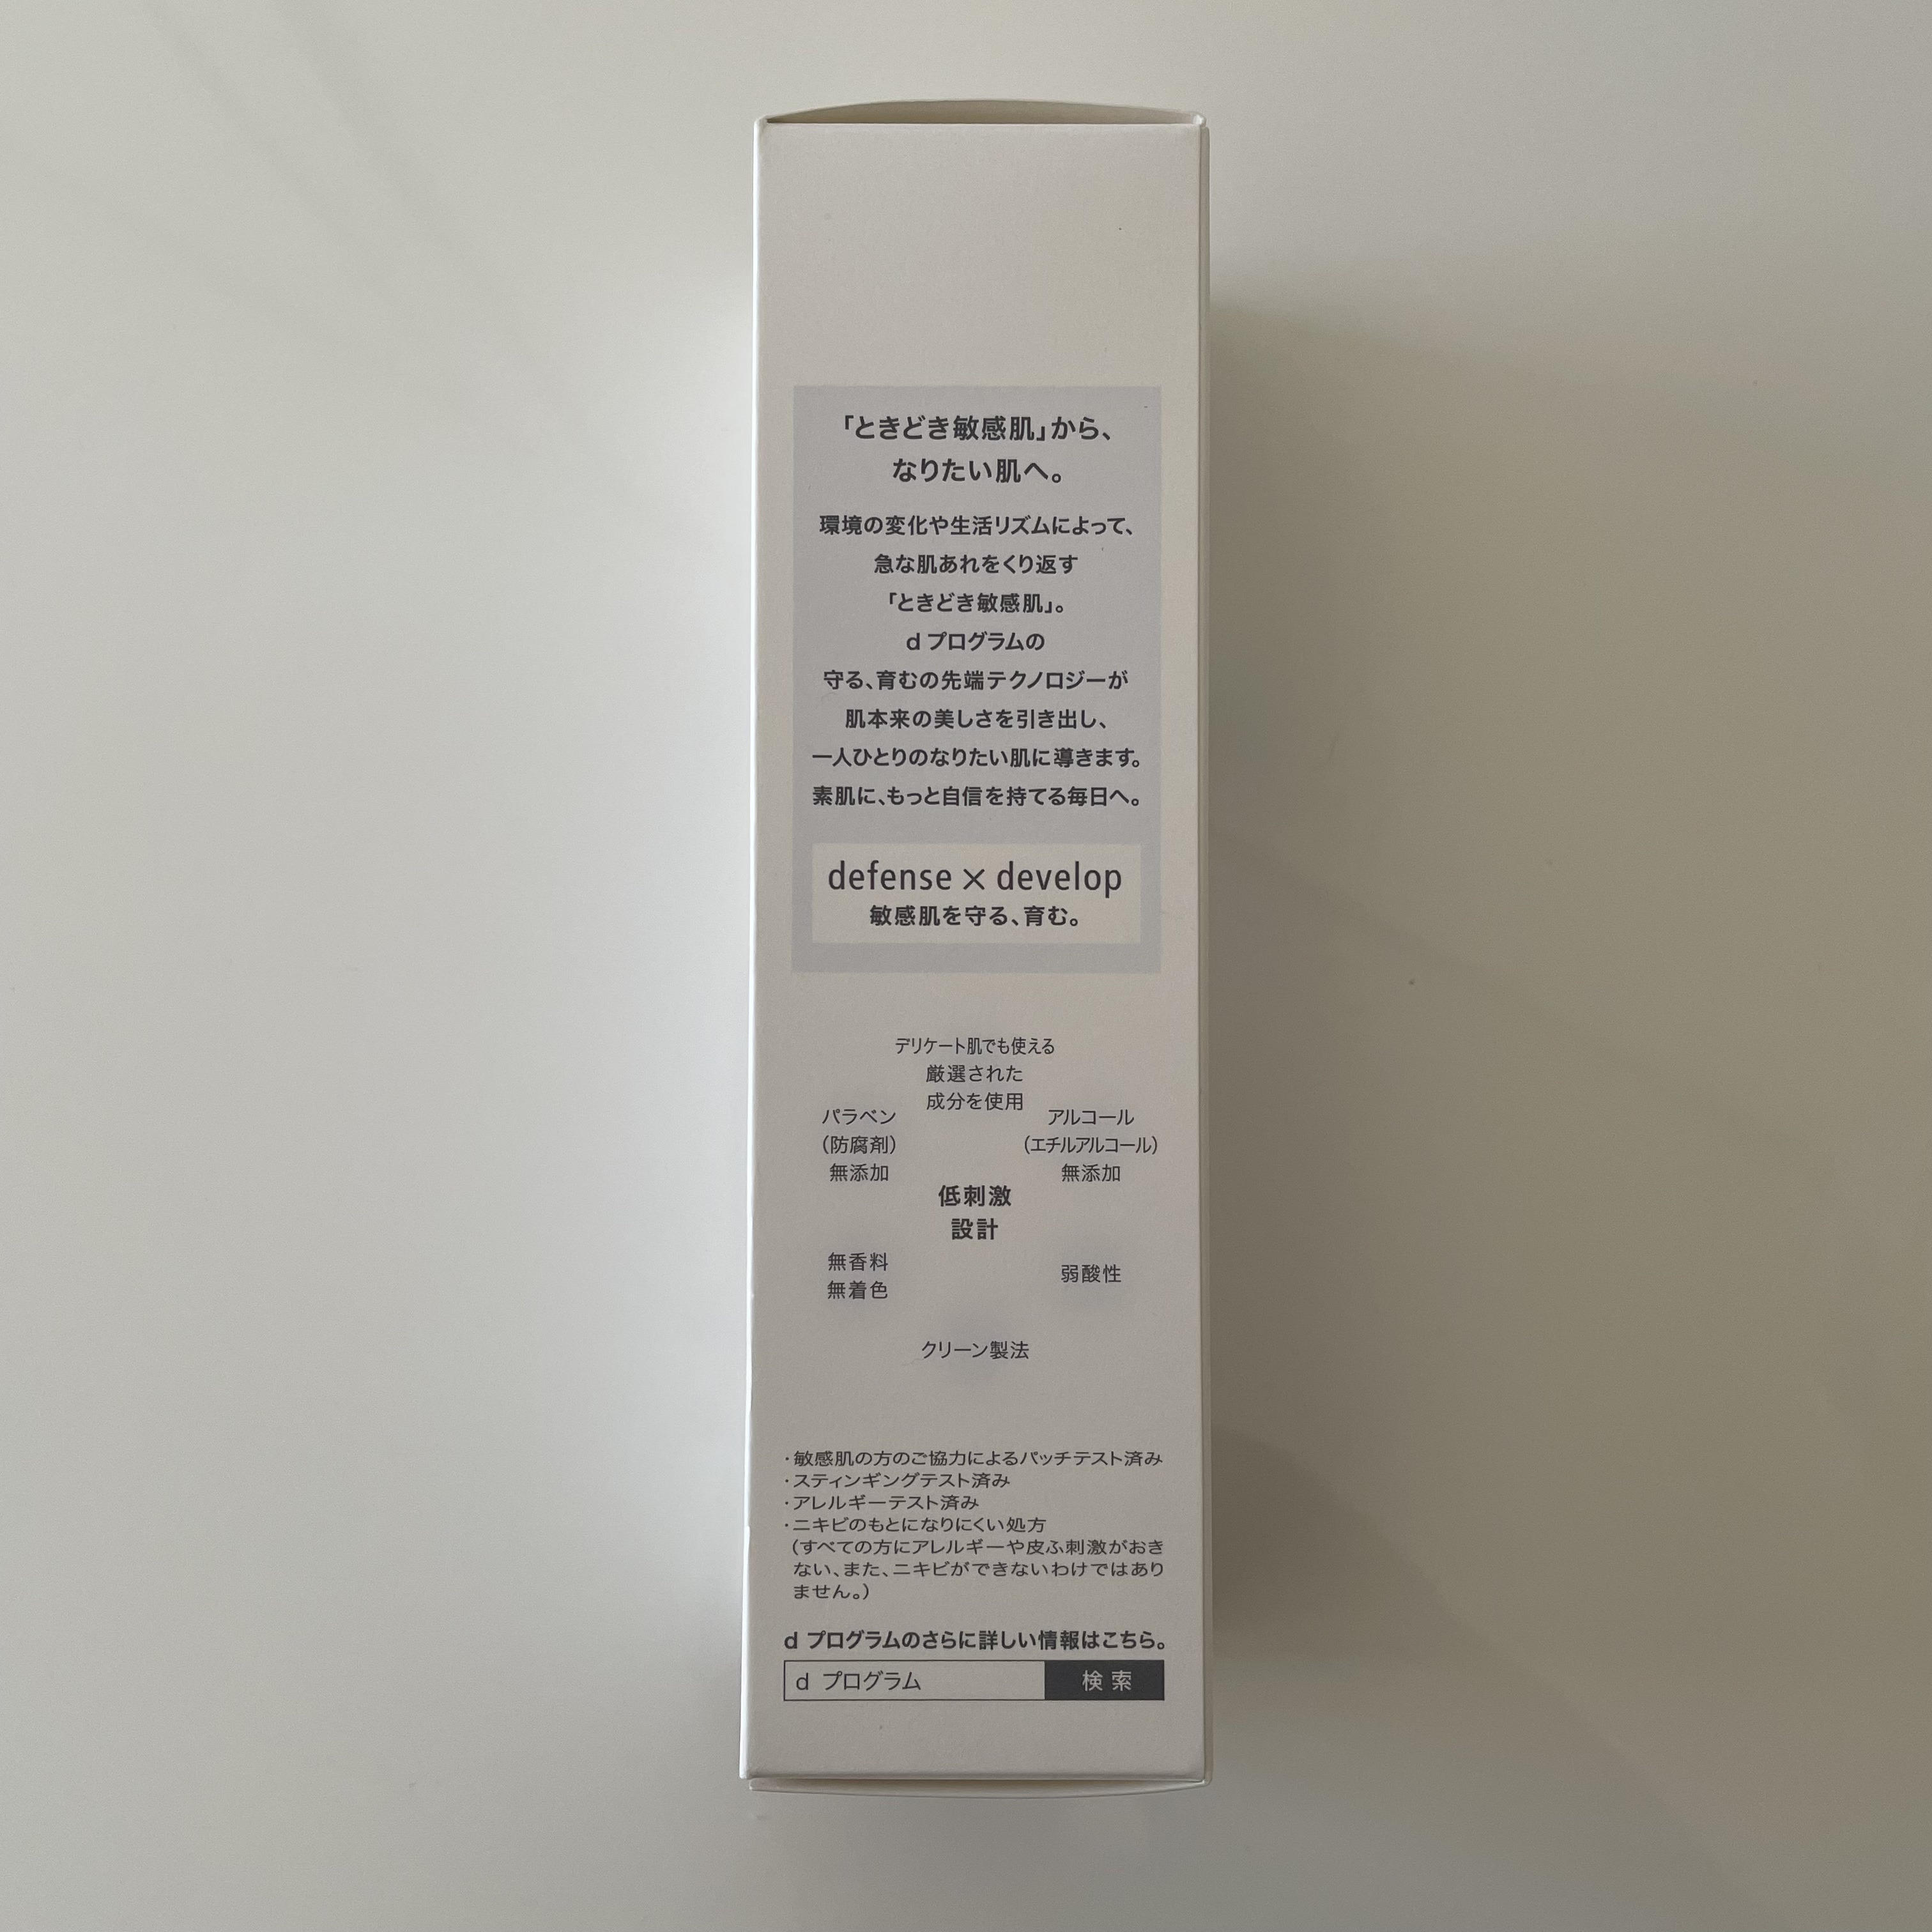 「ときどき敏感肌」から、
なりたい肌へ。
環境の変化や生活リズムによって、
急な肌あれをくり返す
「ときどき敏感肌」。
d プログラムの
守る、育むの先端テクノロジーが
肌本来の美しさを引き出し、
一人ひとりのなりたい肌に導きます。
素肌に、もっと自信を持てる毎日へ。
defense × develop
敏感肌を守る、育む。
デリケート肌でも使える
厳選された
成分を使用
パラベン
(防腐剤)
無添加
アルコール
(エチルアルコール)
無添加
低刺激
設計
無香料
無着色
弱酸性
クリーン製法
・敏感肌の方のご協力によるパッチテスト済み
・スティンギングテスト済み
・アレルギーテスト済み
・ニキビのもとになりにくい処方
(すべての方にアレルギーや皮ふ刺激がおき
ない、また、ニキビができないわけではあり
ません。)
d プログラムのさらに詳しい情報はこちら。
d プログラム 検索